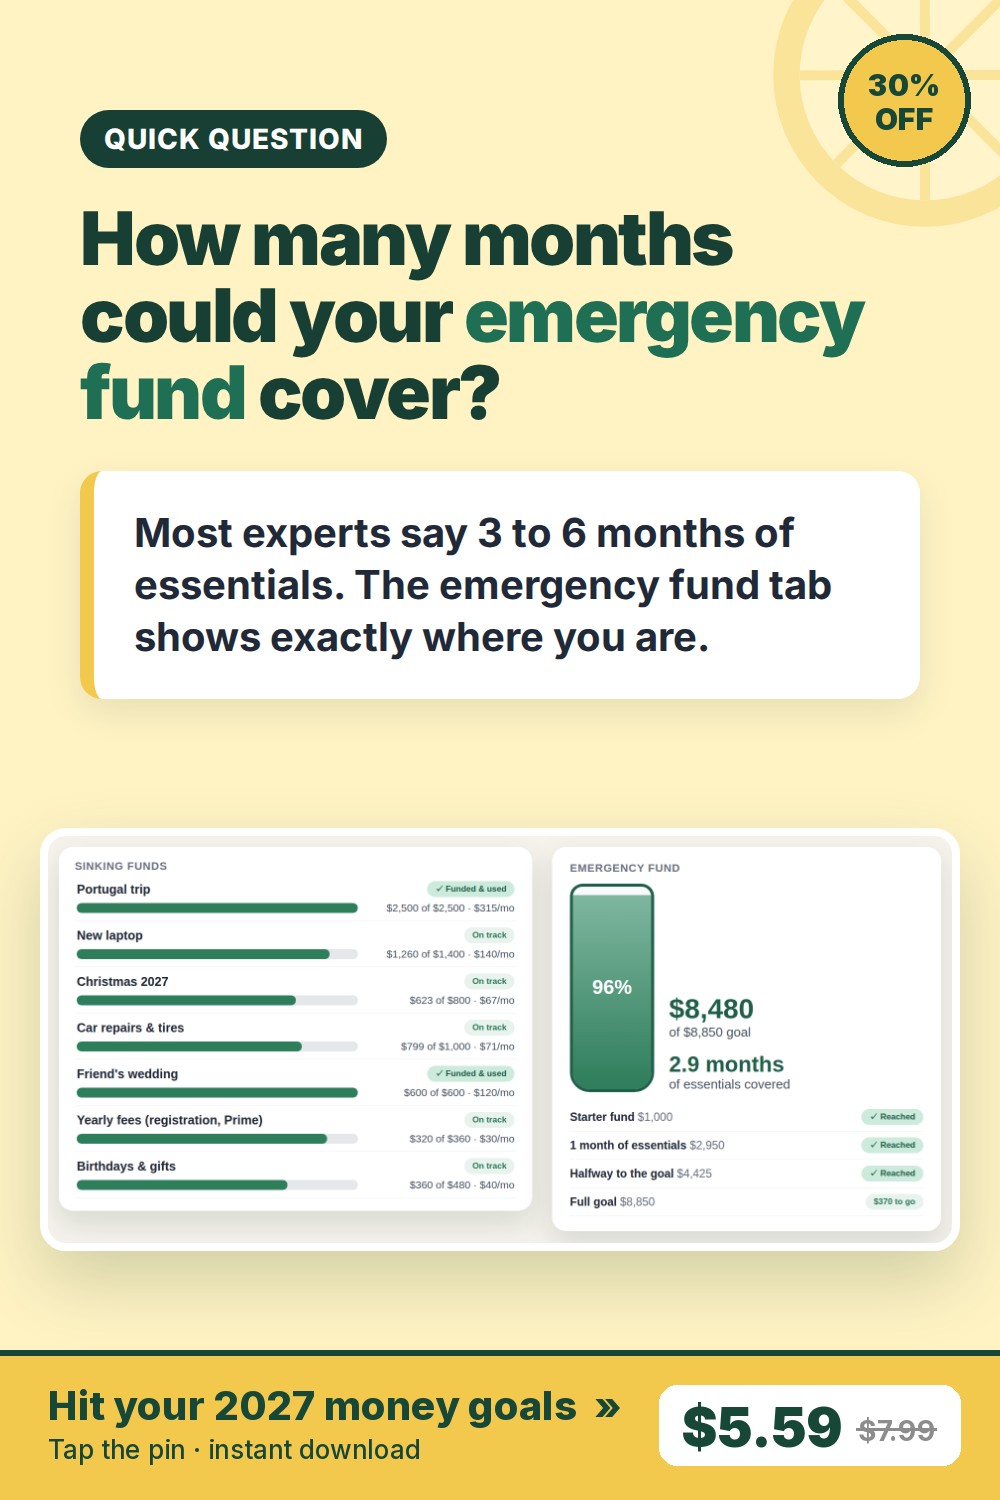 30%
OFF
QUICK QUESTION
How many months
could your emergency
fund cover?
Most experts say 3 to 6 months of
essentials. The emergency fund tab
shows exactly where you are.
SINKING FUNDS
Portugal trip ✓ Funded & used
$2,500 of $2,500 · $315/mo
New laptop On track
$1,260 of $1,400 · $140/mo
Christmas 2027 On track
$623 of $800 · $67/mo
Car repairs & tires On track
$799 of $1,000 · $71/mo
Friend's wedding ✓ Funded & used
$600 of $600 · $120/mo
Yearly fees (registration, Prime) On track
$320 of $360 · $30/mo
Birthdays & gifts On track
$360 of $480 · $40/mo
EMERGENCY FUND
96%
$8,480
of $8,850 goal
2.9 months
of essentials covered
Starter fund $1,000 ✓ Reached
1 month of essentials $2,950 ✓ Reached
Halfway to the goal $4,425 ✓ Reached
Full goal $8,850 $370 to go
Hit your 2027 money goals »
Tap the pin · instant download
$5.59 $7.99